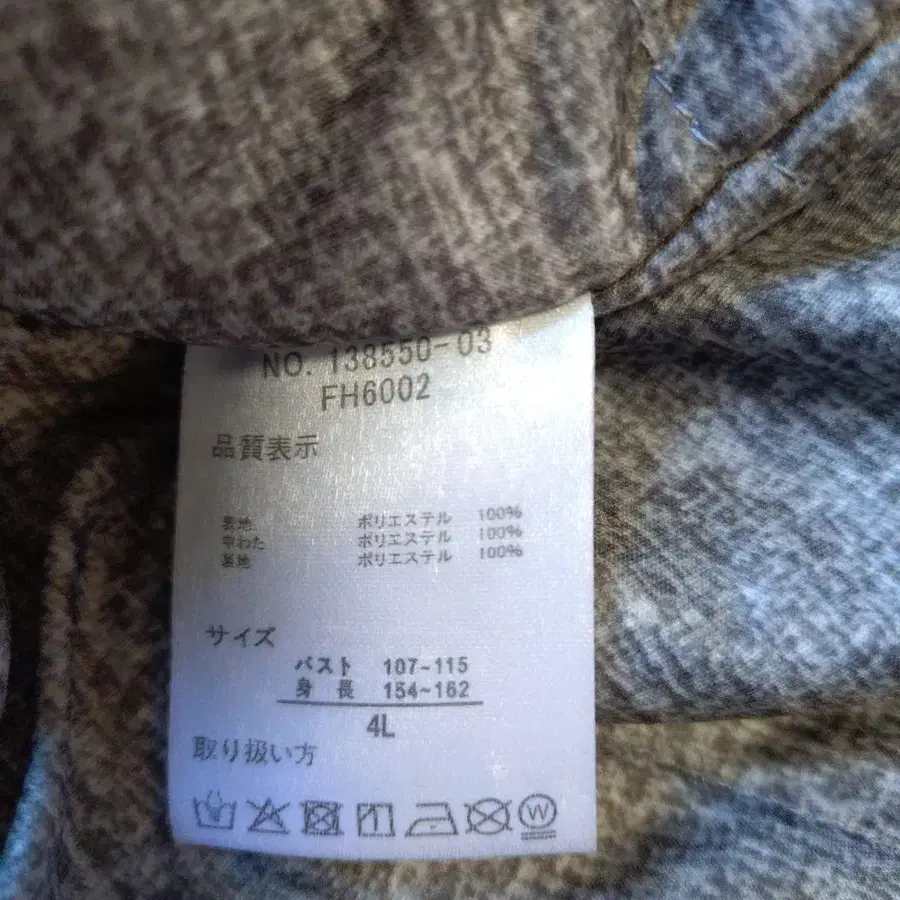 NO. 138550-03
FH6002
品質表示
表地 ポリエステル 100%
中わた ポリエステル 100%
裏地 ポリエステル 100%
サイズ
バスト 107~115
身長 154~162
4L
取り扱い方
W